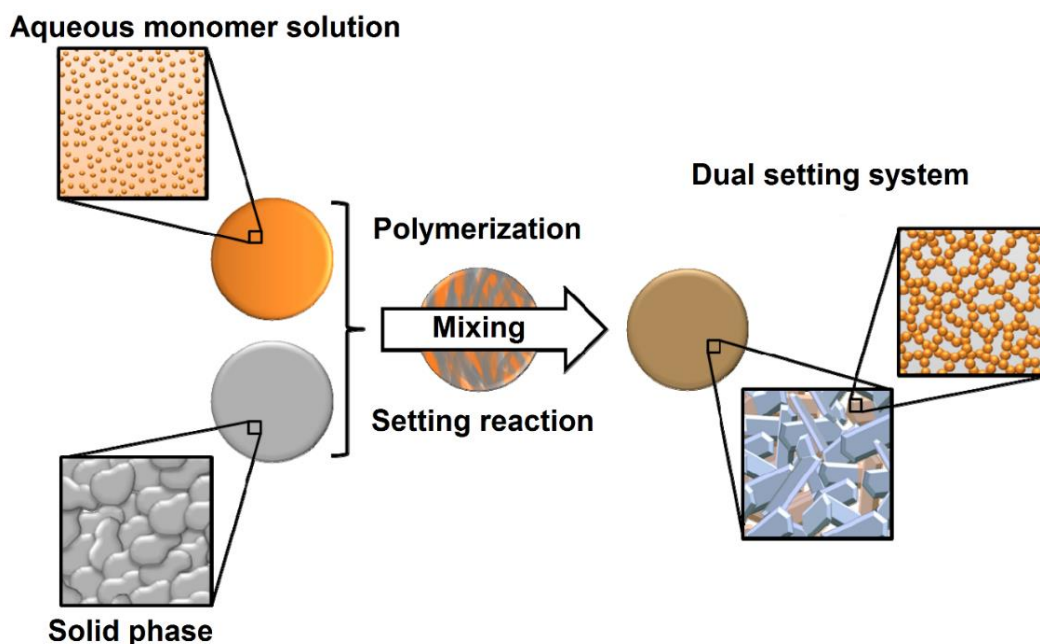 Aqueous monomer solution
Dual setting system
Polymerization
Mixing
Setting reaction
Solid phase